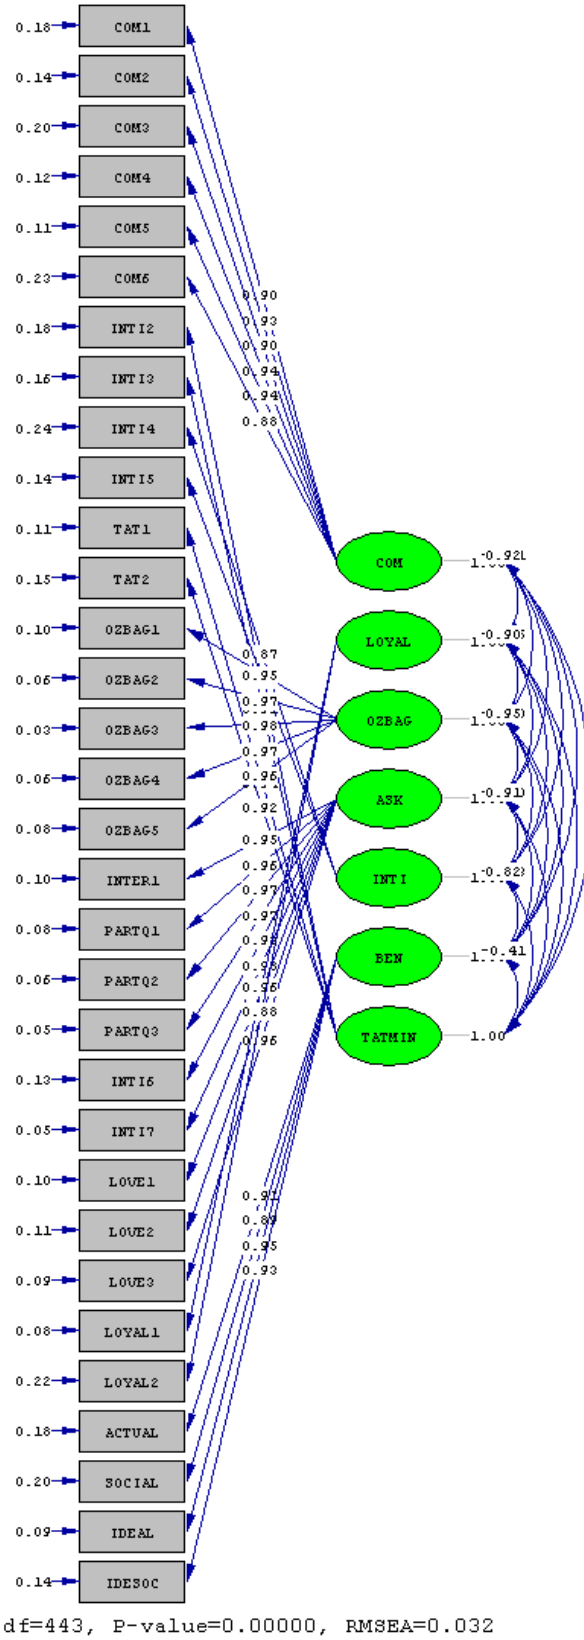 0.18 COM1
0.14 COM2
0.20 COM3
0.12 COM4
0.11 COM5
0.23 COM6
0.18 INTI2
0.16 INTI3
0.24 INTI4
0.14 INTI5
0.11 TAT1
0.15 TAT2
0.10 OZBAG1
0.06 OZBAG2
0.03 OZBAG3
0.06 OZBAG4
0.08 OZBAG5
0.10 INTER1
0.08 PARTQ1
0.06 PARTQ2
0.05 PARTQ3
0.13 INTI6
0.05 INTI7
0.10 LOVE1
0.11 LOVE2
0.09 LOVE3
0.08 LOYAL1
0.22 LOYAL2
0.18 ACTUAL
0.20 SOCIAL
0.09 IDEAL
0.14 IDESOC
0.90
0.93
0.90
0.94
0.94
0.88
0.87
0.95
0.97
0.98
0.97
0.92
0.95
0.96
0.97
0.88
0.96
0.91
0.95
0.93
COM
LOYAL
OZBAG
ASK
INTI
BEN
TATMIN 1.00
df=443, P-value=0.00000, RMSEA=0.032